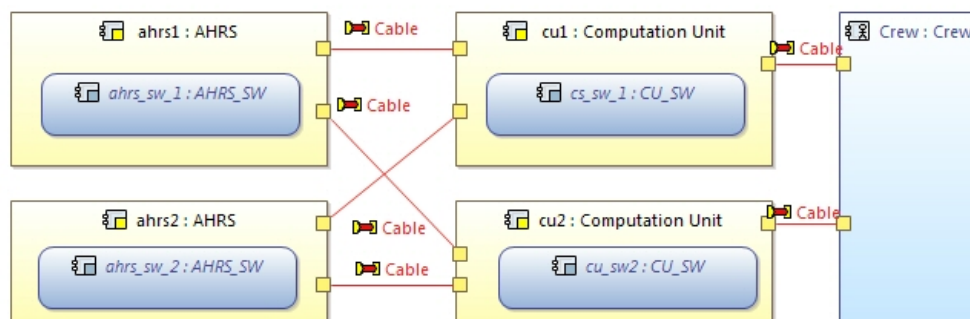 ahrs1 : AHRS
Cable
cu1 : Computation Unit
Cable
Crew : Crew
ahrs_sw_1 : AHRS_SW
Cable
cs_sw_1 : CU_SW
ahrs2 : AHRS
Cable
cu2 : Computation Unit
Cable
ahrs_sw_2 : AHRS_SW
Cable
cu_sw2 : CU_SW